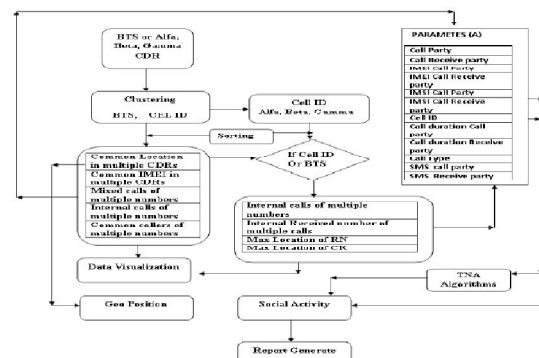 BTS or Alfa,
Beta, Gamma
CDR
Clustering
BTS, CEL ID
Cell ID
Alfa, Beta, Gamma
Sorting
If Cell ID
Or BTS
Common Location
in multiple CDRs
Common IMEI in
multiple CDRs
Mixed calls of
multiple numbers
Internal calls of
multiple numbers
Common callers of
multiple numbers
Internal calls of multiple
numbers
Internal Received number of
multiple calls
Max Location of RN
Max Location of CR
PARAMETES (A)
Call Party
Call Receive party
IMEI Call Party
IMEI Call Receive
party
IMSI Call Party
IMSI Call Receive
party
Cell ID
Call duration Call
party
Call duration Receive
party
Call Type
SMS call party
SMS Receive party
Data Visualization
TNA
Algorithms
Geo Position
Social Activity
Report Generate